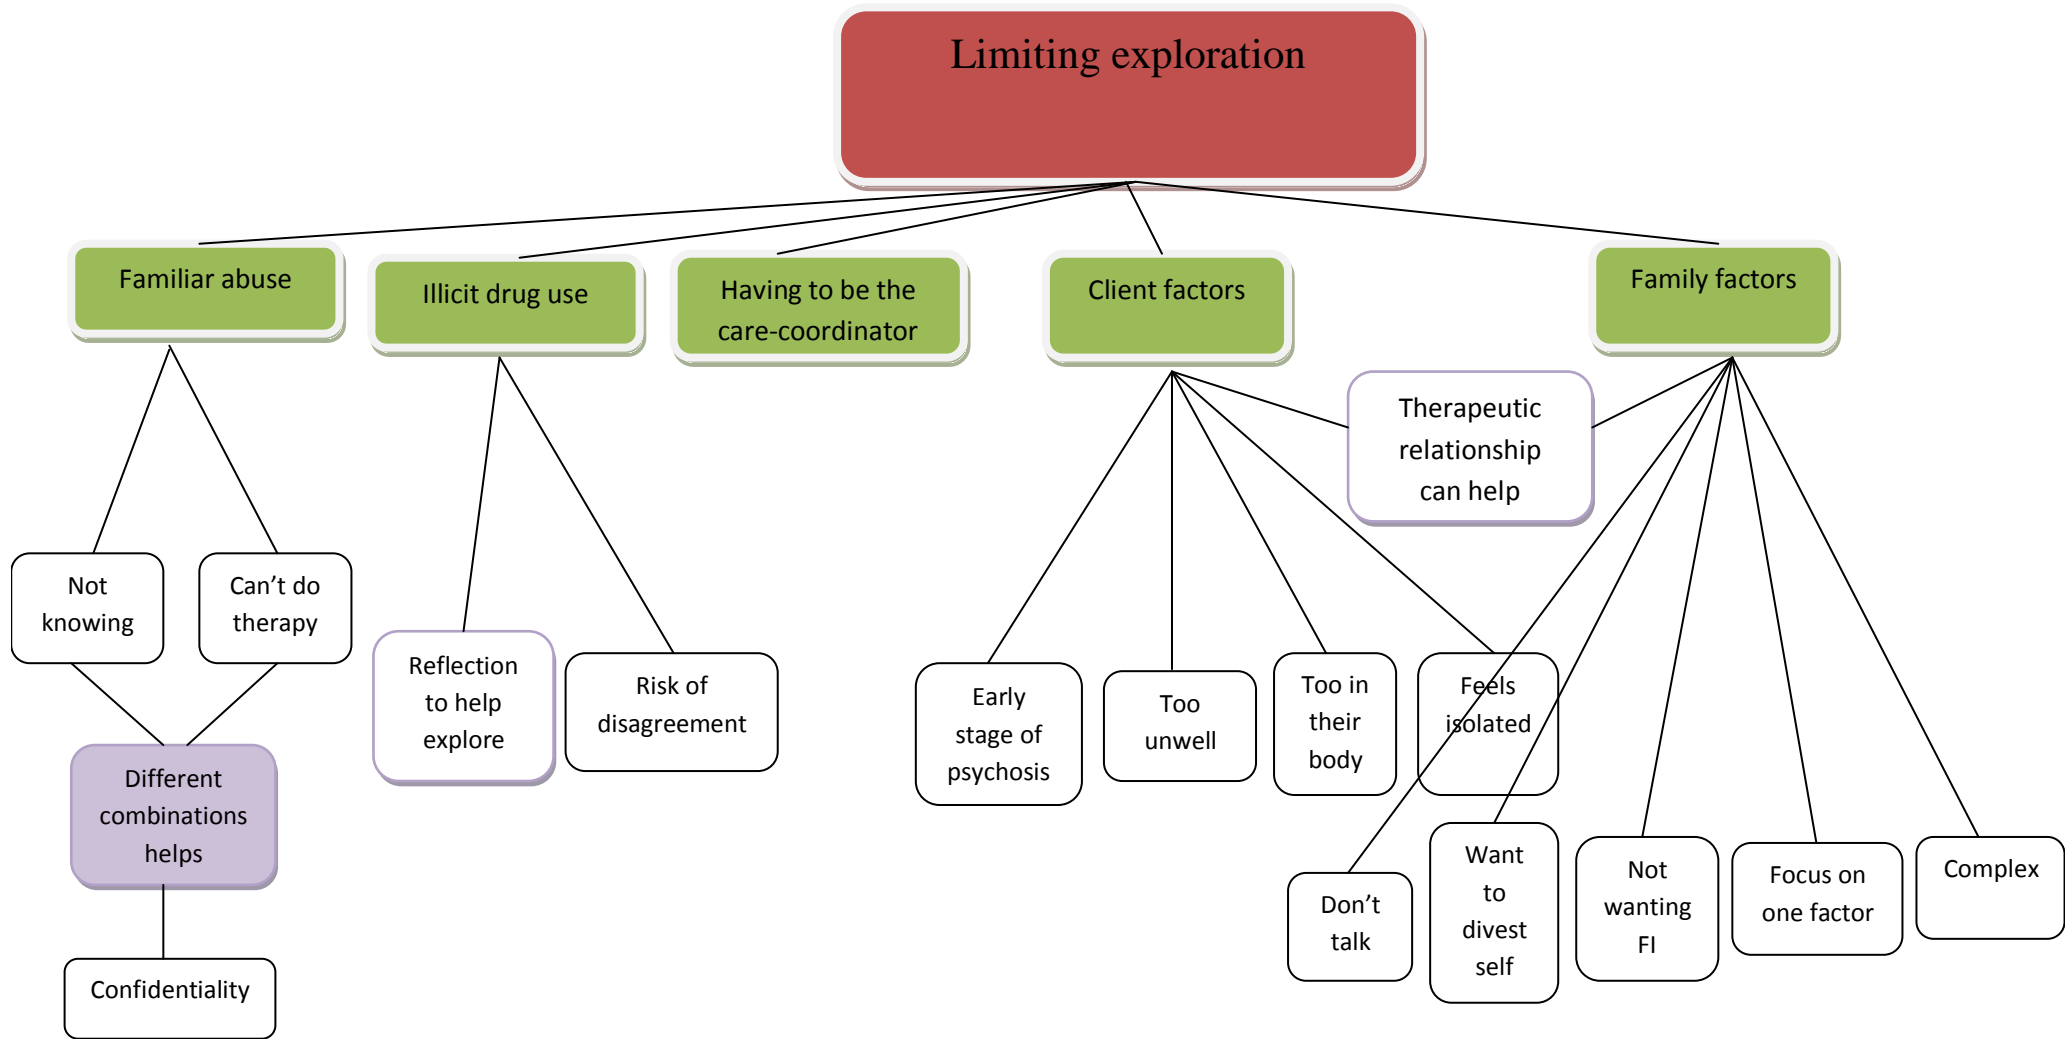 Limiting exploration
Familiar abuse
Illicit drug use
Having to be the
care-coordinator
Client factors
Family factors
Therapeutic
relationship
can help
Not
knowing
Can’t do
therapy
Reflection
to help
explore
Risk of
disagreement
Early
stage of
psychosis
Too
unwell
Too in
their
body
Feels
isolated
Different
combinations
helps
Don’t
talk
Want
to
divest
self
Not
wanting
FI
Focus on
one factor
Complex
Confidentiality